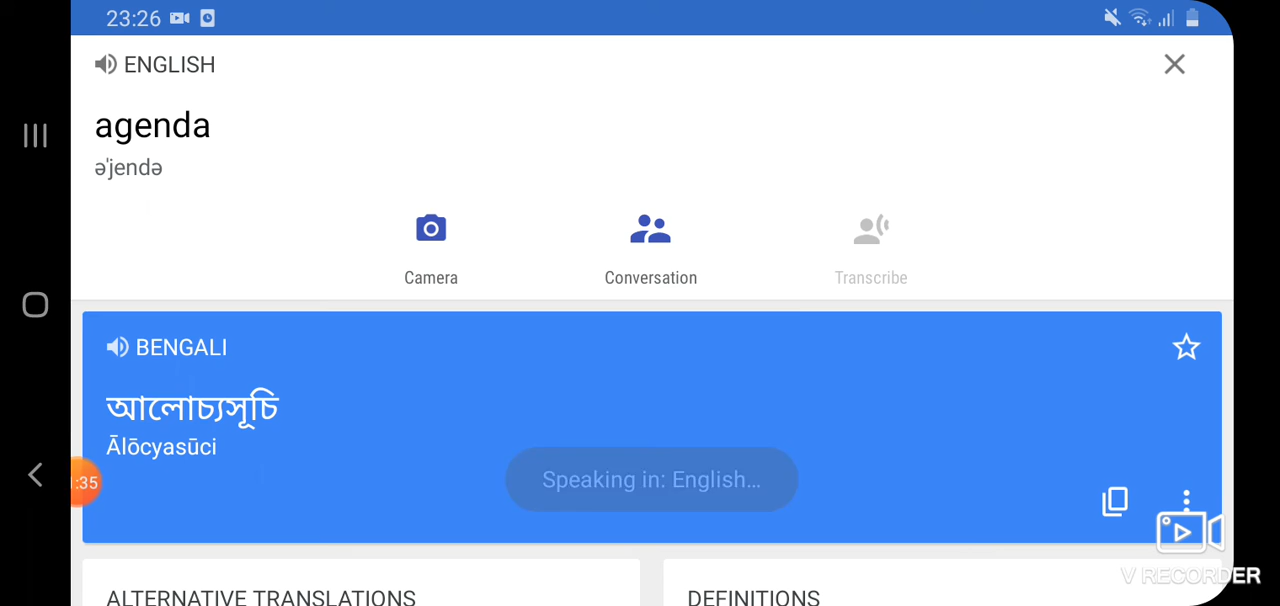 23:26
ENGLISH
agenda
ə'jendə
Camera
Conversation
Transcribe
BENGALI
আলোচ্যসূচি
Ālōcyasūci
:35
Speaking in: English...
V RECORDER
ALTERNATIVE TRANSLATIONS
DEFINITIONS